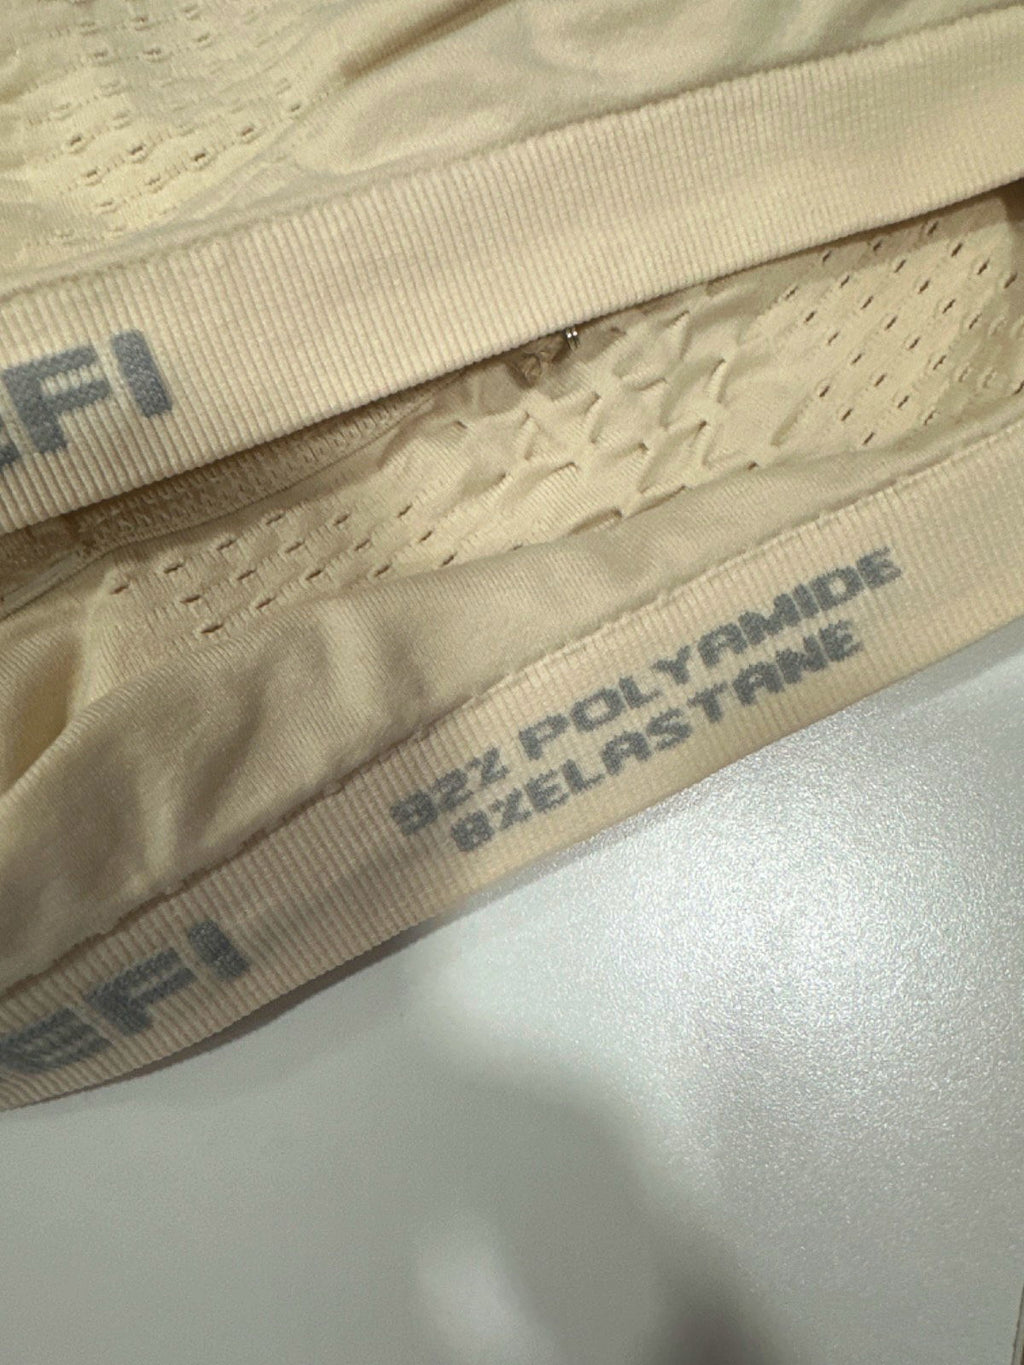 EFI
92% POLYAMIDE
8%ELASTANE
EFI